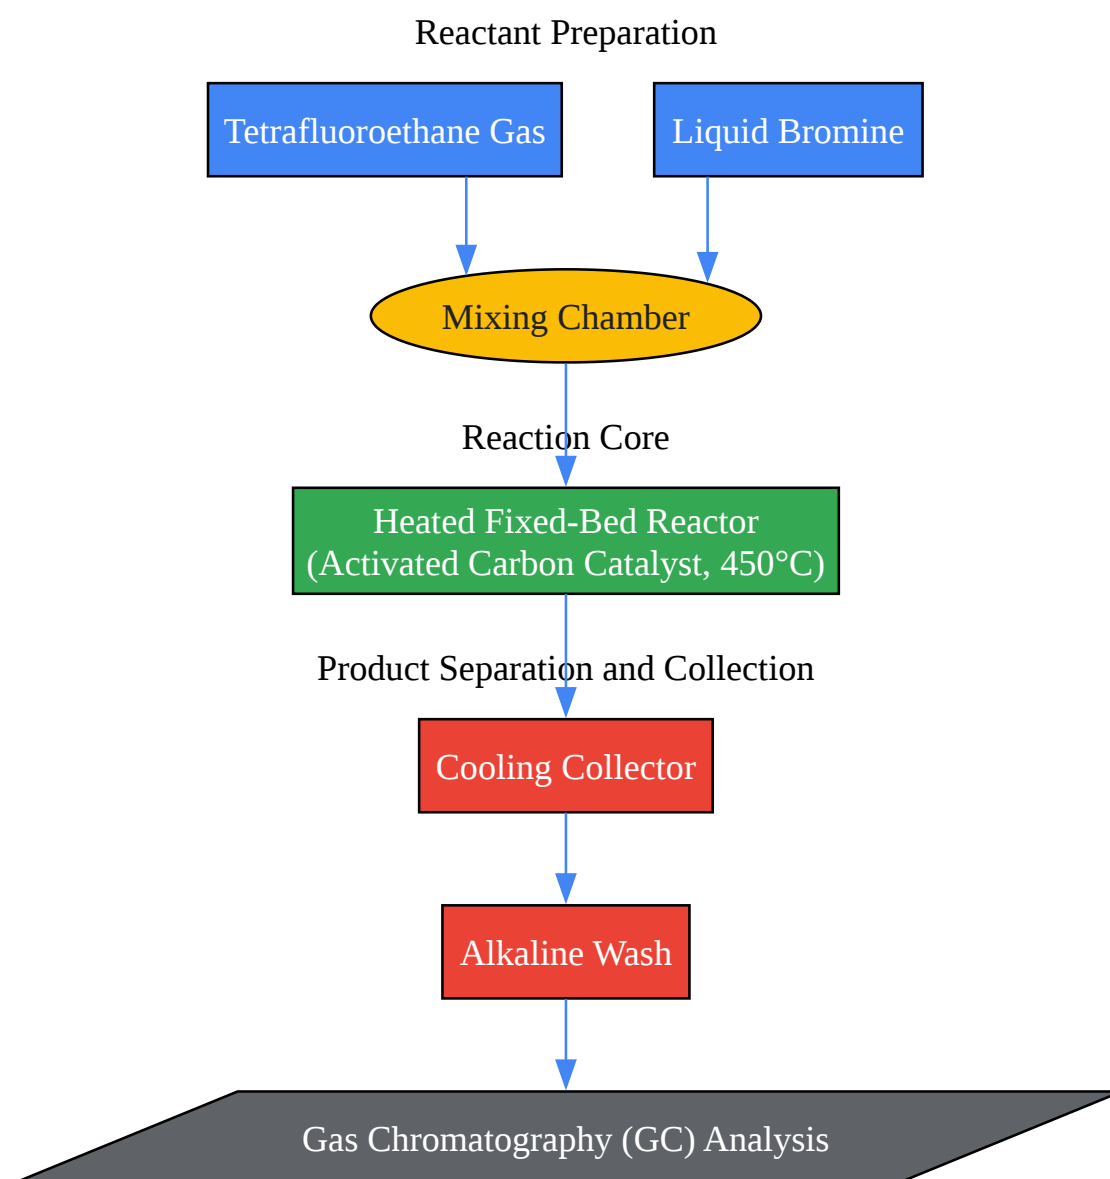 Reactant Preparation
Tetrafluoroethane Gas
Liquid Bromine
Mixing Chamber
Reaction Core
Heated Fixed-Bed Reactor
(Activated Carbon Catalyst, 450°C)
Product Separation and Collection
Cooling Collector
Alkaline Wash
Gas Chromatography (GC) Analysis